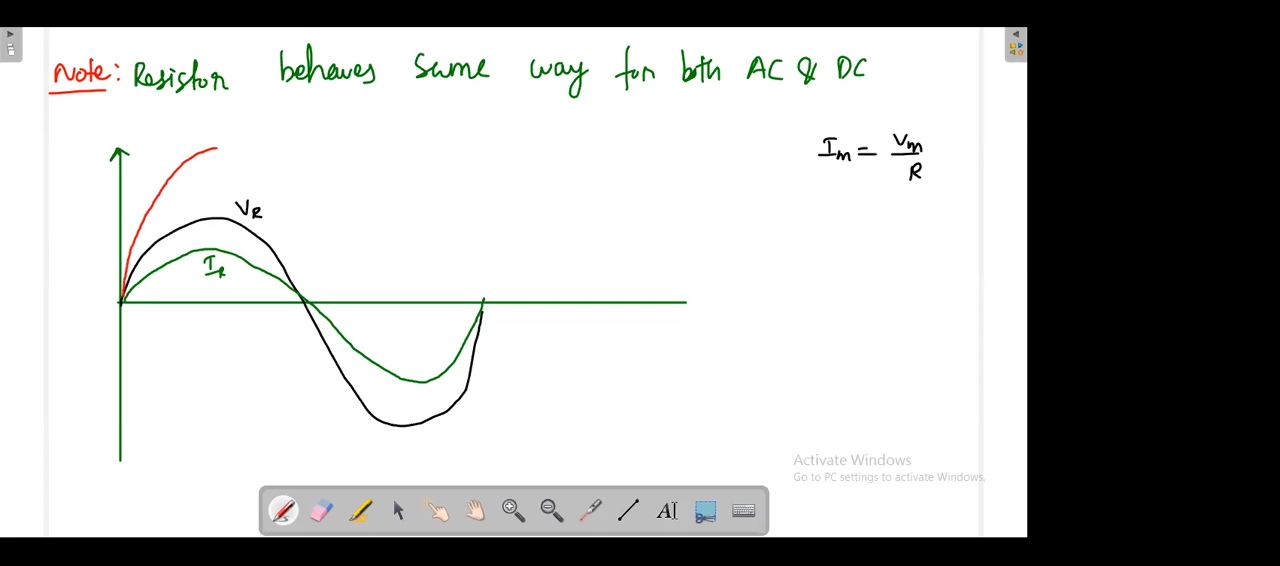 Note: Resistor behaves same way for both AC & DC
Im = Vm/R
VR
IR
Activate Windows
Go to PC settings to activate Windows.
AI